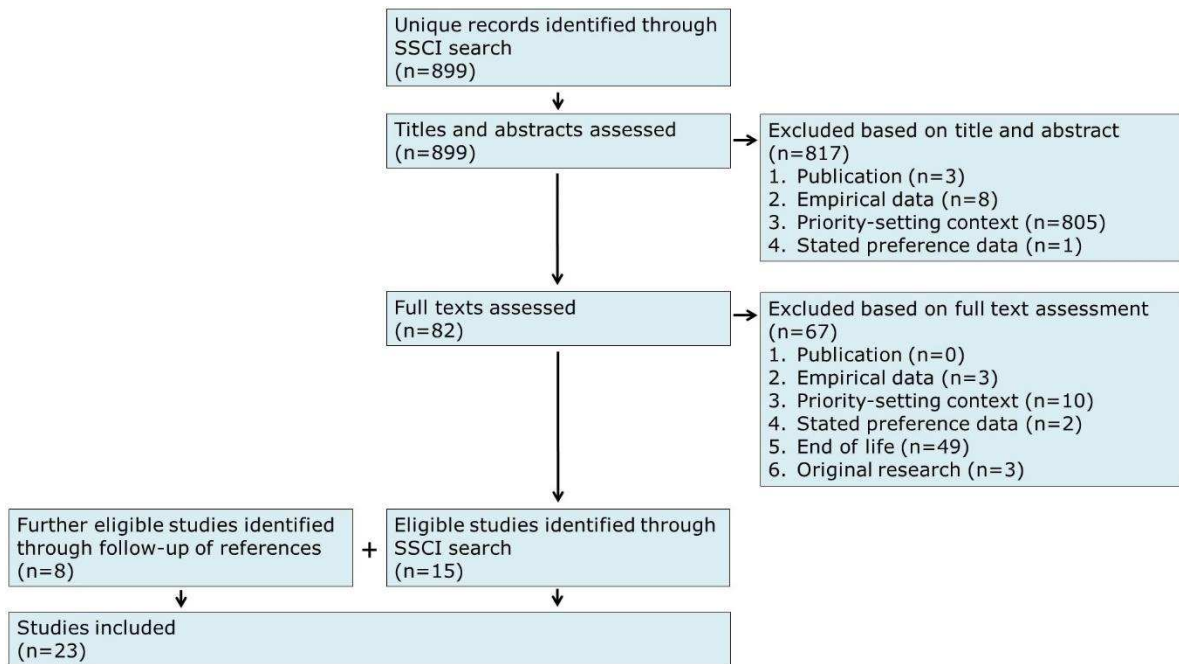 Unique records identified through
SSCI search
(n=899)
Titles and abstracts assessed
(n=899)
Excluded based on title and abstract
(n=817)
1. Publication (n=3)
2. Empirical data (n=8)
3. Priority-setting context (n=805)
4. Stated preference data (n=1)
Full texts assessed
(n=82)
Excluded based on full text assessment
(n=67)
1. Publication (n=0)
2. Empirical data (n=3)
3. Priority-setting context (n=10)
4. Stated preference data (n=2)
5. End of life (n=49)
6. Original research (n=3)
Further eligible studies identified
through follow-up of references
(n=8)
+
Eligible studies identified through
SSCI search
(n=15)
Studies included
(n=23)